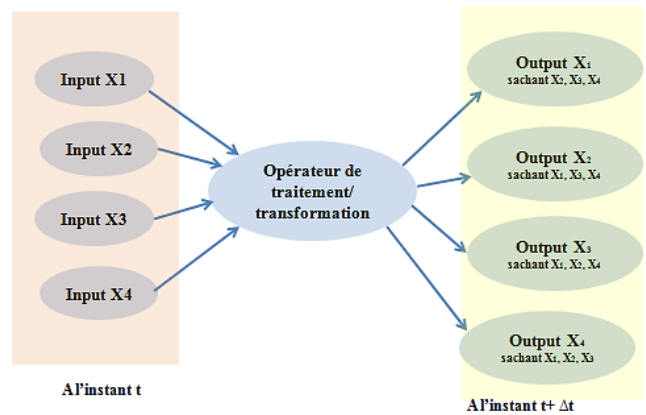 Input X1
Input X2
Input X3
Input X4
Al'instant t
Opérateur de
traitement/
transformation
Output X₁
sachant X₂, X₃, X₄
Output X₂
sachant X₁, X₃, X₄
Output X₃
sachant X₁, X₂, X₄
Output X₄
sachant X₁, X₂, X₃
Al'instant t+ Δt